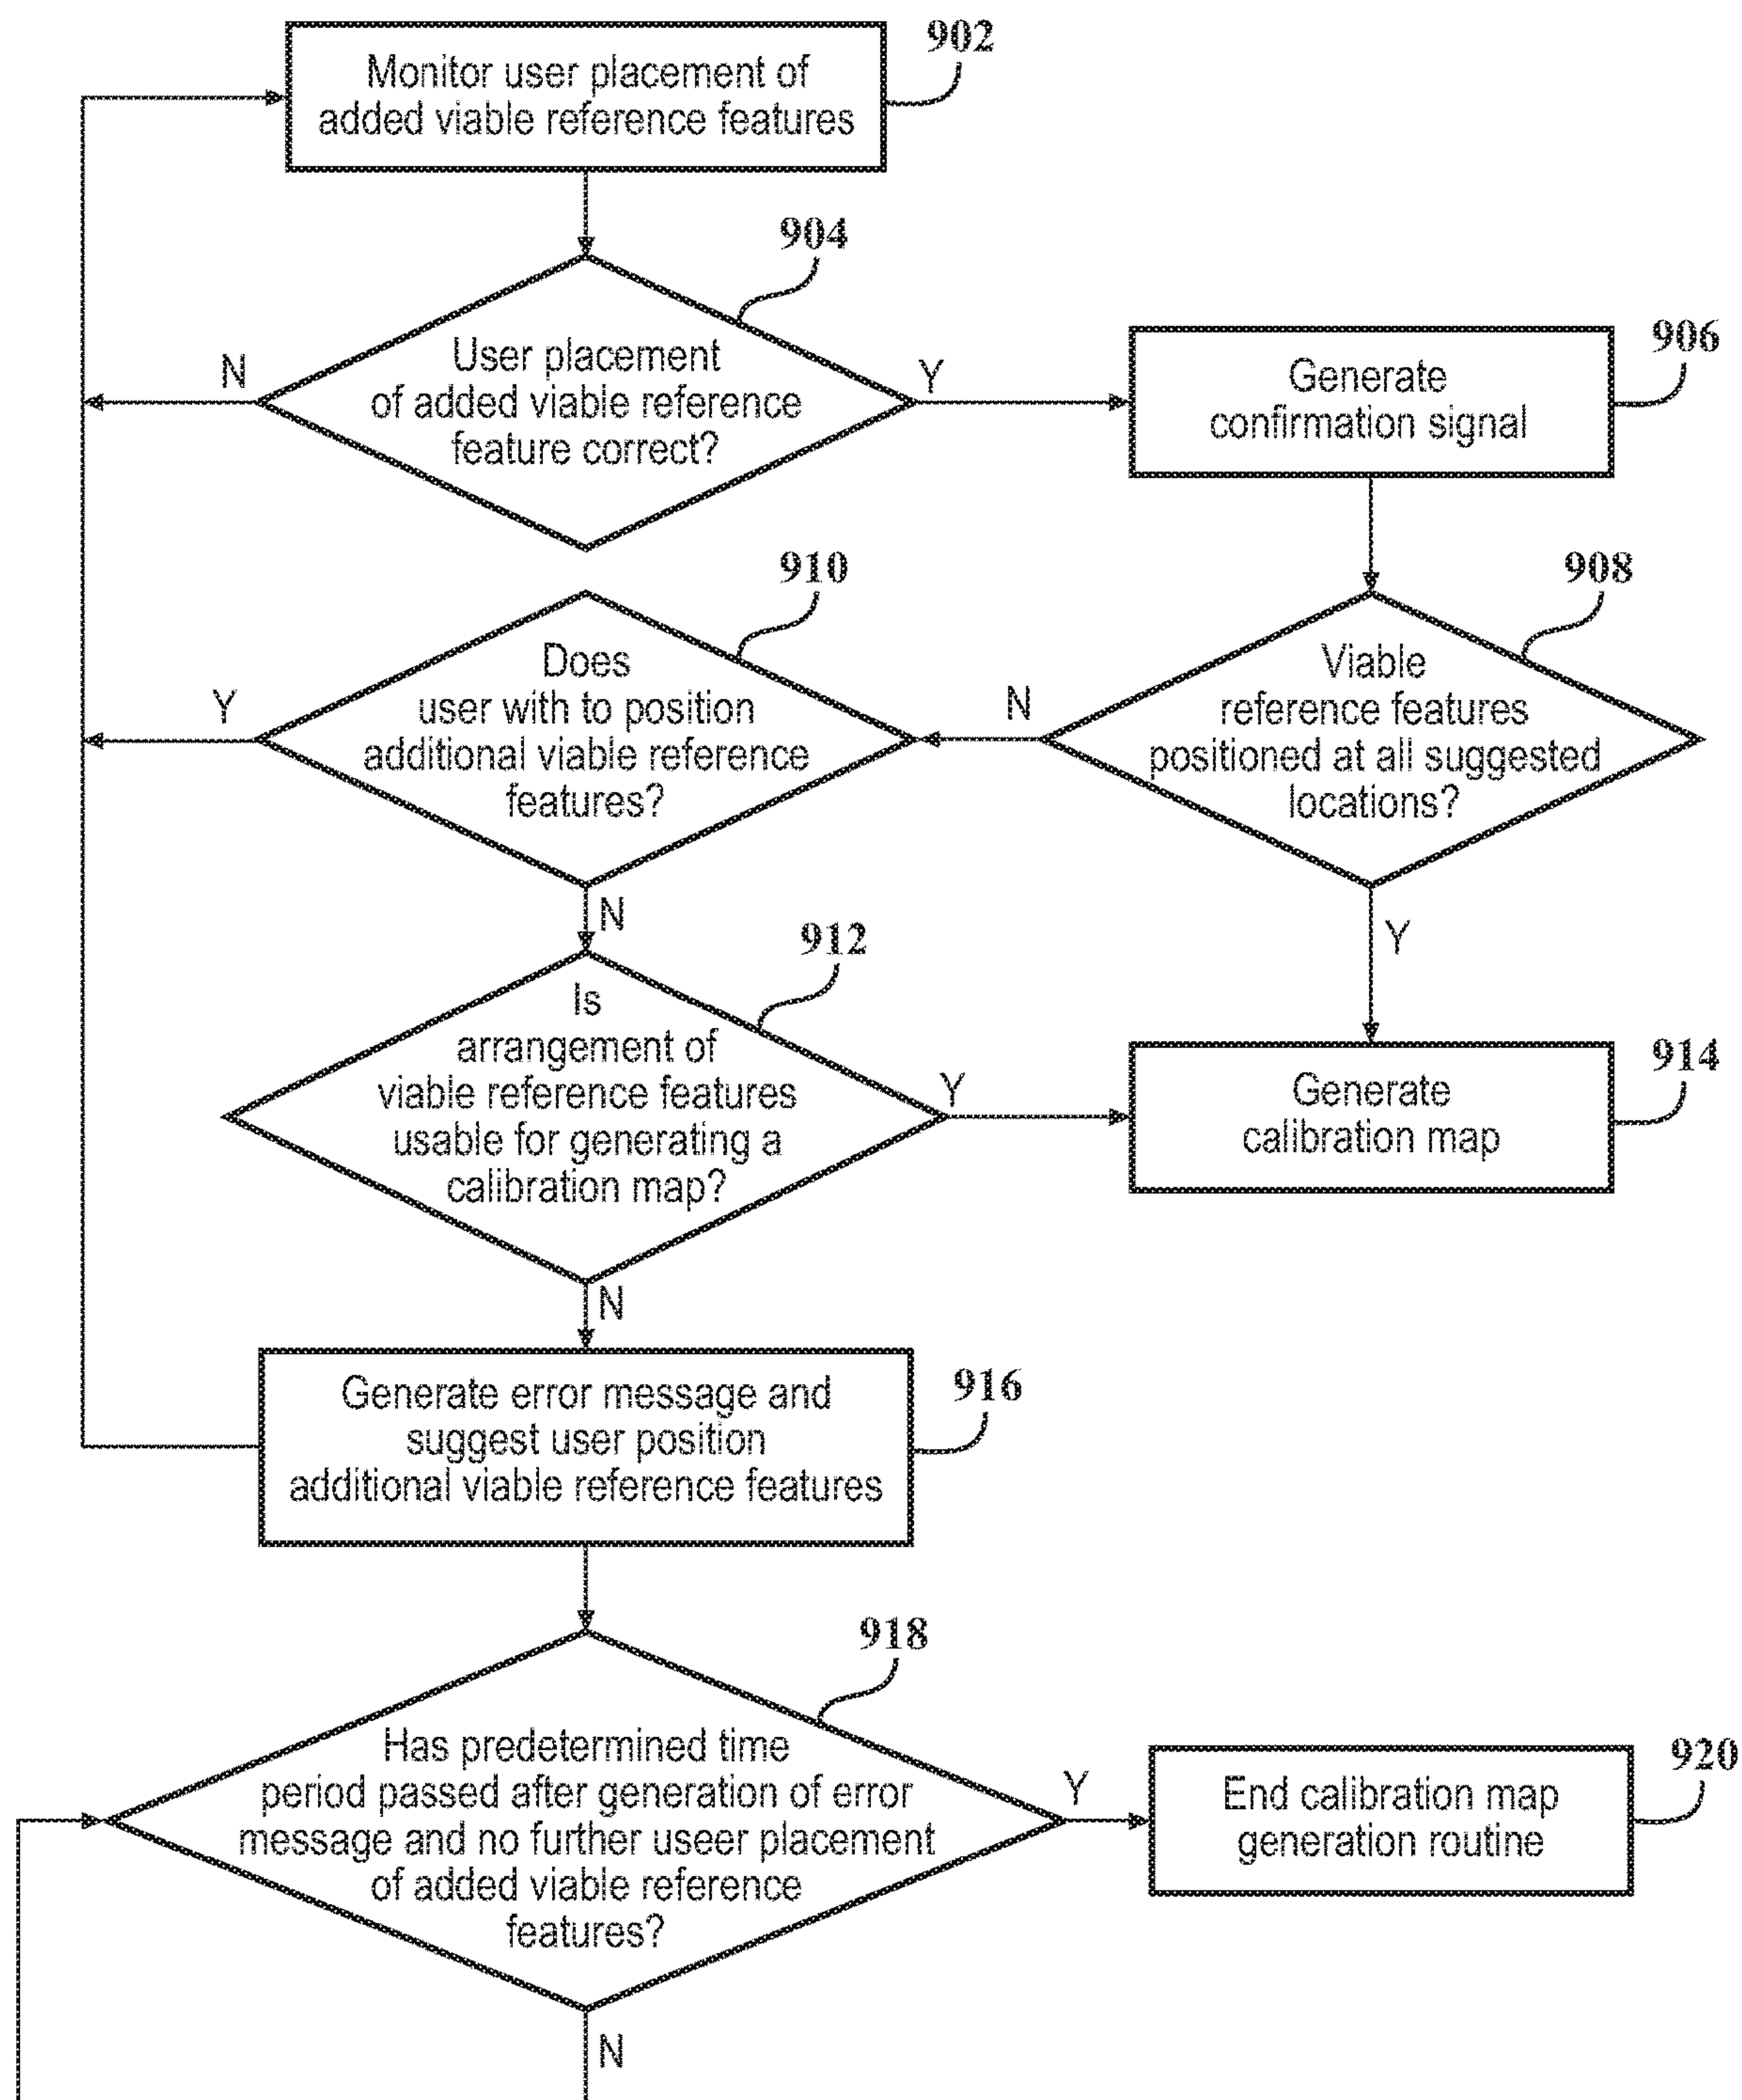 902
Monitor user placement of
added viable reference features
904
User placement
of added viable reference
feature correct?
N
Y
906
Generate
confirmation signal
910
Does
user with to position
additional viable reference
features?
Y
N
908
Viable
reference features
positioned at all suggested
locations?
N
Y
912
Is
arrangement of
viable reference features
usable for generating a
calibration map?
Y
914
Generate
calibration map
N
916
Generate error message and
suggest user position
additional viable reference features
918
Has predetermined time
period passed after generation of error
message and no further useer placement
of added viable reference
features?
Y
920
End calibration map
generation routine
N